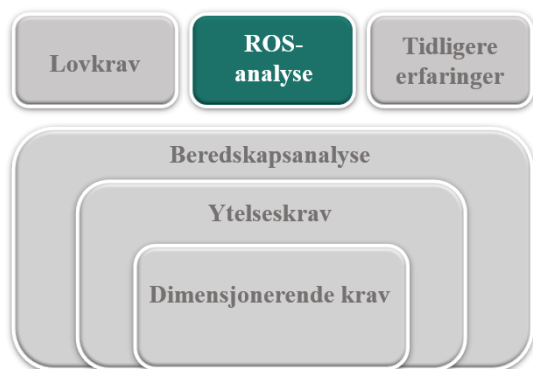 Lovkrav
ROS-
analyse
Tidligere
erfaringer
Beredskapsanalyse
Ytelseskrav
Dimensjonerende krav